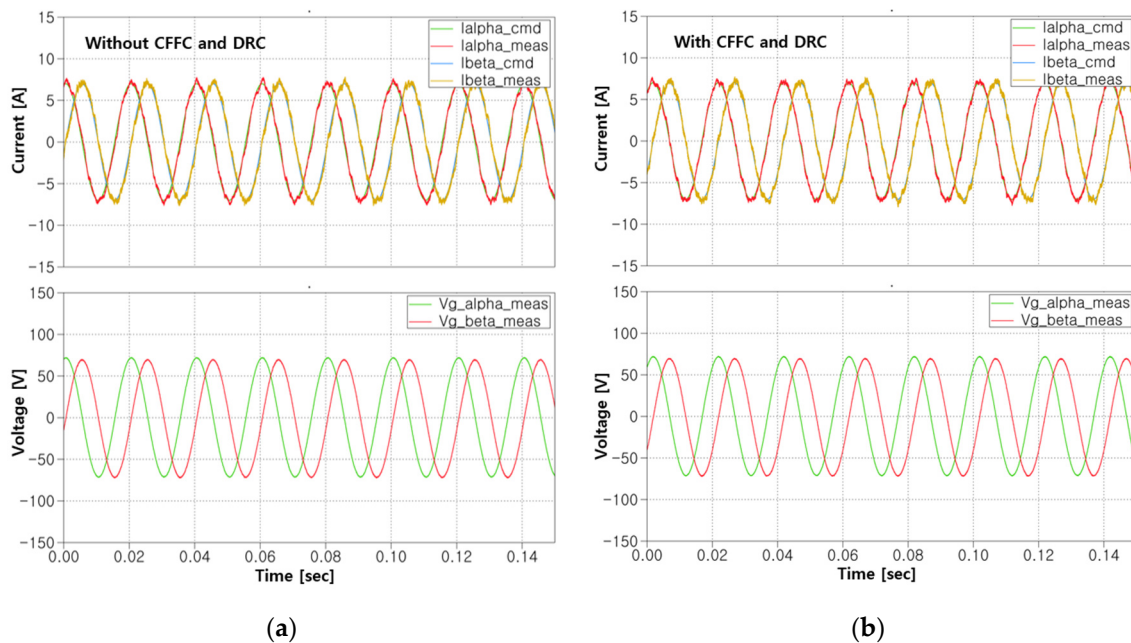 15
10
5
0
−5
−10
−15
Current [A]
Without CFFC and DRC
Ialpha_cmd
Ialpha_meas
Ibeta_cmd
Ibeta_meas
150
100
50
0
−50
−100
−150
Voltage [V]
Vg_alpha_meas
Vg_beta_meas
0.00 0.02 0.04 0.06 0.08 0.10 0.12 0.14
Time [sec]
(a)
15
10
5
0
−5
−10
−15
Current [A]
With CFFC and DRC
Ialpha_cmd
Ialpha_meas
Ibeta_cmd
Ibeta_meas
150
100
50
0
−50
−100
−150
Voltage [V]
Vg_alpha_meas
Vg_beta_meas
0.00 0.02 0.04 0.06 0.08 0.10 0.12 0.14
Time [sec]
(b)